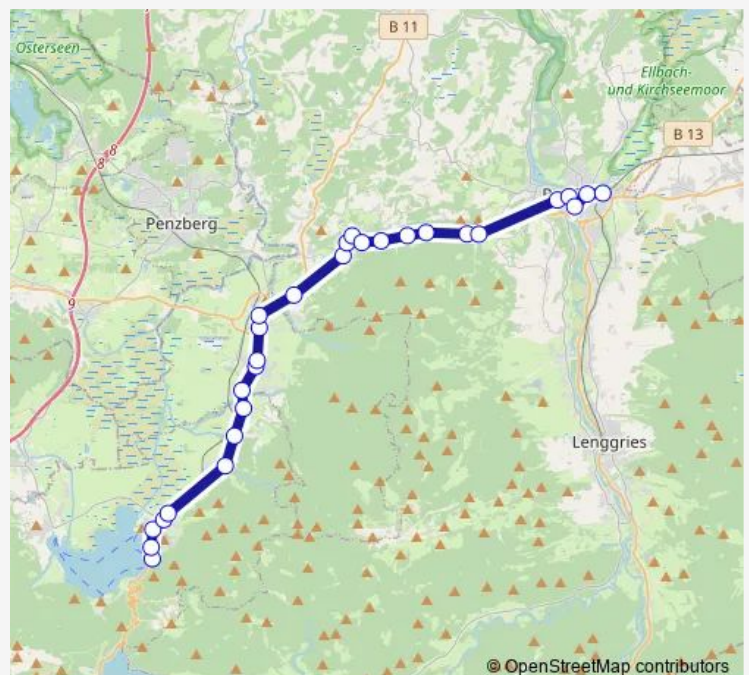 Osterseen
B 11
Ellbach-
und Kirchseemoor
B 13
8
8
Penzberg
9
Lenggries
© OpenStreetMap contributors